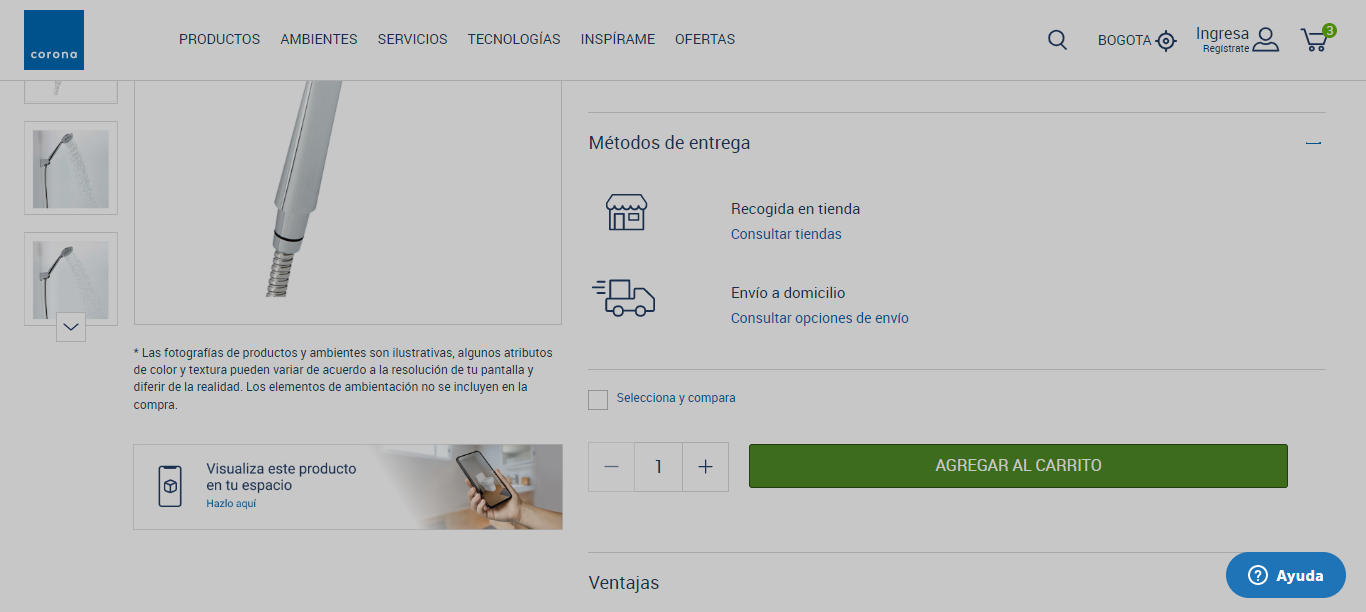 corona
PRODUCTOS AMBIENTES SERVICIOS TECNOLOGÍAS INSPÍRAME OFERTAS
BOGOTA
Ingresa
Regístrate
3
Métodos de entrega
Recogida en tienda
Consultar tiendas
Envío a domicilio
Consultar opciones de envío
* Las fotografías de productos y ambientes son ilustrativas, algunos atributos
de color y textura pueden variar de acuerdo a la resolución de tu pantalla y
diferir de la realidad. Los elementos de ambientación no se incluyen en la
compra.
Selecciona y compara
1
AGREGAR AL CARRITO
Visualiza este producto
en tu espacio
Hazlo aquí
Ventajas
Ayuda